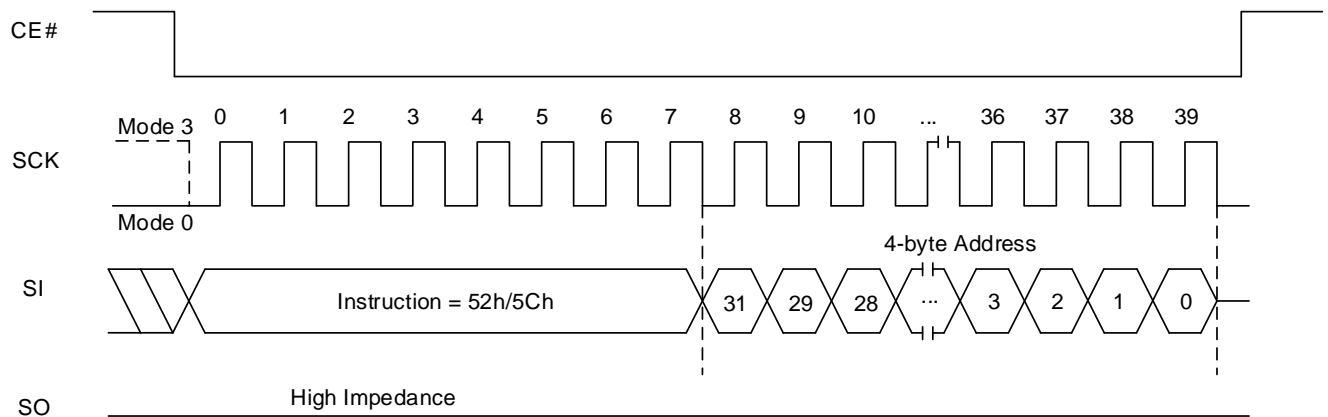 CE#
0 1 2 3 4 5 6 7 8 9 10 ... 36 37 38 39
Mode 3
SCK
Mode 0
4-byte Address
SI
Instruction = 52h/5Ch 31 29 28 ... 3 2 1 0
High Impedance
SO